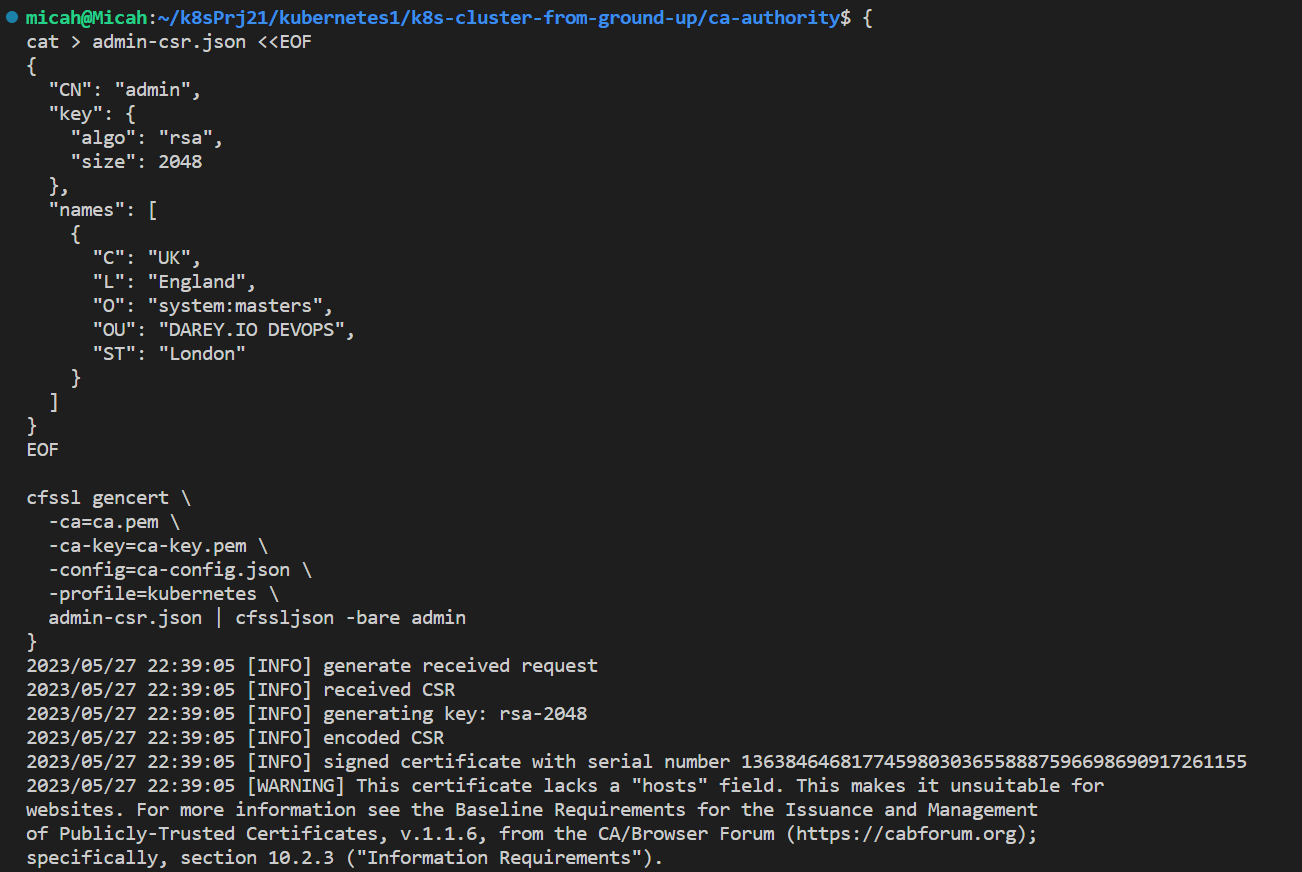 micah@Micah:~/k8sPrj21/kubernetes1/k8s-cluster-from-ground-up/ca-authority$ {
cat > admin-csr.json <<EOF
{
  "CN": "admin",
  "key": {
    "algo": "rsa",
    "size": 2048
  },
  "names": [
    {
      "C": "UK",
      "L": "England",
      "O": "system:masters",
      "OU": "DAREY.IO DEVOPS",
      "ST": "London"
    }
  ]
}
EOF

cfssl gencert \
  -ca=ca.pem \
  -ca-key=ca-key.pem \
  -config=ca-config.json \
  -profile=kubernetes \
  admin-csr.json | cfssljson -bare admin
}
2023/05/27 22:39:05 [INFO] generate received request
2023/05/27 22:39:05 [INFO] received CSR
2023/05/27 22:39:05 [INFO] generating key: rsa-2048
2023/05/27 22:39:05 [INFO] encoded CSR
2023/05/27 22:39:05 [INFO] signed certificate with serial number 136384646817745980303655888759666986909172611​55
2023/05/27 22:39:05 [WARNING] This certificate lacks a "hosts" field. This makes it unsuitable for
websites. For more information see the Baseline Requirements for the Issuance and Management
of Publicly-Trusted Certificates, v.1.1.6, from the CA/Browser Forum (https://cabforum.org);
specifically, section 10.2.3 ("Information Requirements").